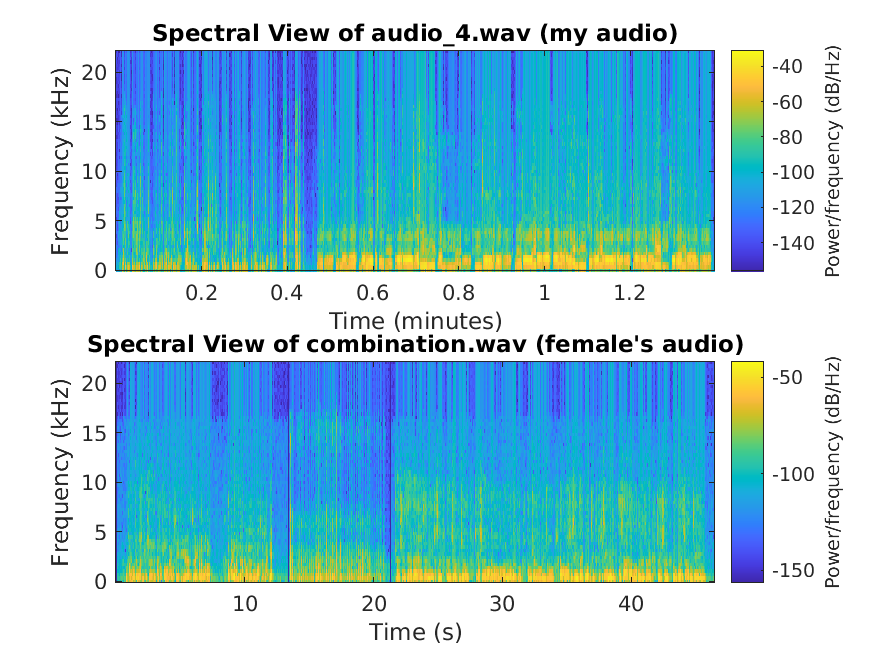 Spectral View of audio_4.wav (my audio)
Frequency (kHz)
20
15
10
5
0
0.2 0.4 0.6 0.8 1 1.2
Time (minutes)
-40
-60
-80
-100
-120
-140
Power/frequency (dB/Hz)
Spectral View of combination.wav (female's audio)
Frequency (kHz)
20
15
10
5
0
10 20 30 40
Time (s)
-50
-100
-150
Power/frequency (dB/Hz)